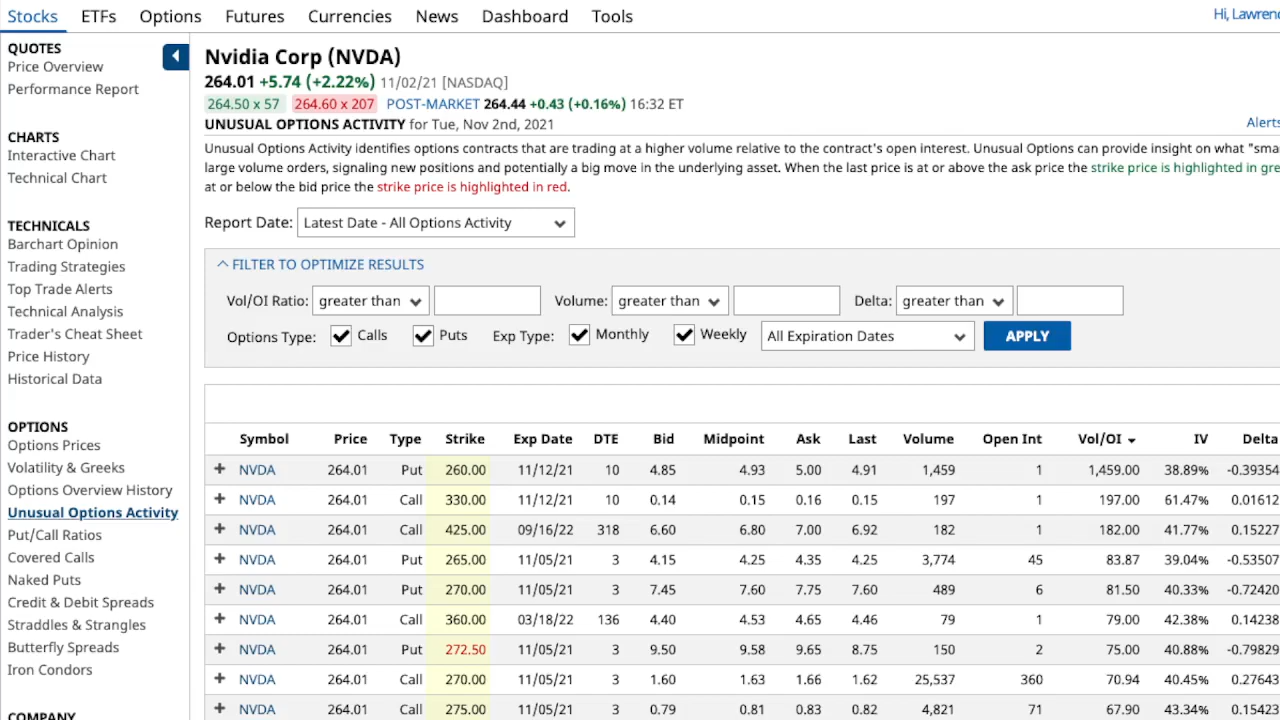 Stocks ETFs Options Futures Currencies News Dashboard Tools Hi, Lawrenc
QUOTES
Price Overview
Performance Report
CHARTS
Interactive Chart
Technical Chart
TECHNICALS
Barchart Opinion
Trading Strategies
Top Trade Alerts
Technical Analysis
Trader's Cheat Sheet
Price History
Historical Data
OPTIONS
Options Prices
Volatility & Greeks
Options Overview History
Unusual Options Activity
Put/Call Ratios
Covered Calls
Naked Puts
Credit & Debit Spreads
Straddles & Strangles
Butterfly Spreads
Iron Condors
COMPANY
Nvidia Corp (NVDA)
264.01 +5.74 (+2.22%) 11/02/21 [NASDAQ]
264.50 x 57 264.60 x 207 POST-MARKET 264.44 +0.43 (+0.16%) 16:32 ET
UNUSUAL OPTIONS ACTIVITY for Tue, Nov 2nd, 2021 Alerts
Unusual Options Activity identifies options contracts that are trading at a higher volume relative to the contract's open interest. Unusual Options can provide insight on what "sma
large volume orders, signaling new positions and potentially a big move in the underlying asset. When the last price is at or above the ask price the strike price is highlighted in gre
at or below the bid price the strike price is highlighted in red.
Report Date: Latest Date - All Options Activity
FILTER TO OPTIMIZE RESULTS
Vol/OI Ratio: greater than Volume: greater than Delta: greater than
Options Type: Calls Puts Exp Type: Monthly Weekly All Expiration Dates APPLY
Symbol Price Type Strike Exp Date DTE Bid Midpoint Ask Last Volume Open Int Vol/OI IV Delta
+ NVDA 264.01 Put 260.00 11/12/21 10 4.85 4.93 5.00 4.91 1,459 1 1,459.00 38.89% -0.39354
+ NVDA 264.01 Call 330.00 11/12/21 10 0.14 0.15 0.16 0.15 197 1 197.00 61.47% 0.01612
+ NVDA 264.01 Call 425.00 09/16/22 318 6.60 6.80 7.00 6.92 182 1 182.00 41.77% 0.15227
+ NVDA 264.01 Put 265.00 11/05/21 3 4.15 4.25 4.35 4.25 3,774 45 83.87 39.04% -0.53507
+ NVDA 264.01 Put 270.00 11/05/21 3 7.45 7.60 7.75 7.60 489 6 81.50 40.33% -0.72420
+ NVDA 264.01 Call 360.00 03/18/22 136 4.40 4.53 4.65 4.46 79 1 79.00 42.38% 0.14238
+ NVDA 264.01 Put 272.50 11/05/21 3 9.50 9.58 9.65 8.75 150 2 75.00 40.88% -0.79829
+ NVDA 264.01 Call 270.00 11/05/21 3 1.60 1.63 1.66 1.62 25,537 360 70.94 40.45% 0.27643
+ NVDA 264.01 Call 275.00 11/05/21 3 0.79 0.81 0.83 0.82 4,821 71 67.90 43.34% 0.15423